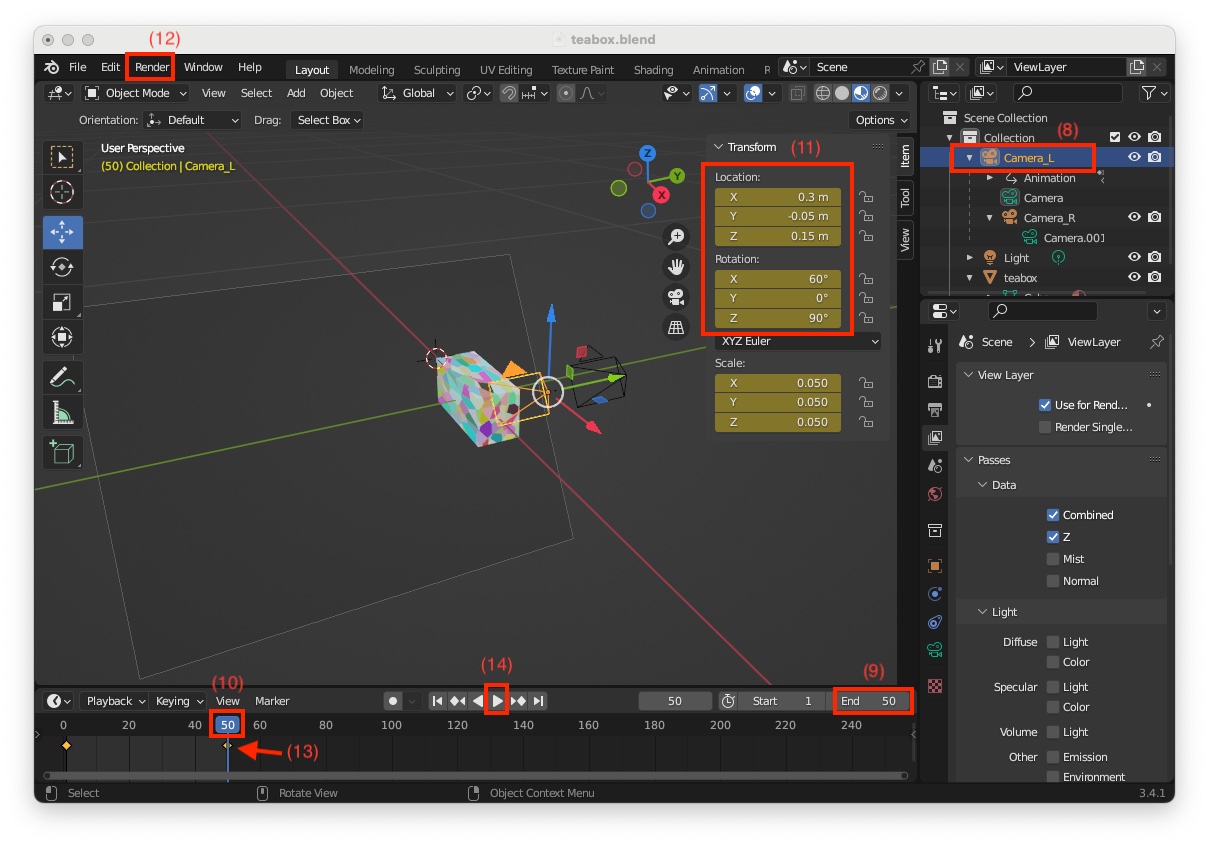 teabox.blend
(12)
File Edit Render Window Help Layout Modeling Sculpting UV Editing Texture Paint Shading Animation R Scene ViewLayer
Object Mode View Select Add Object Global
Orientation: Default Drag: Select Box Options
User Perspective
(50) Collection | Camera_L
Z
Y
X
Transform (11)
Location:
X 0.3 m
Y -0.05 m
Z 0.15 m
Rotation:
X 60°
Y 0°
Z 90°
XYZ Euler
Scale:
X 0.050
Y 0.050
Z 0.050
Item
Tool
View
Scene Collection
Collection (8)
Camera_L
Animation
Camera
Camera_R
Camera.001
Light
teabox
Scene ViewLayer
View Layer
Use for Rend...
Render Single...
Passes
Data
Combined
Z
Mist
Normal
Light
Diffuse Light
Color
Specular Light
Color
Volume Light
Other Emission
Environment
(10) (14) (9)
Playback Keying View Marker 50 Start 1 End 50
0 20 40 50 60 80 100 120 140 160 180 200 220 240
(13)
Select Rotate View Object Context Menu 3.4.1